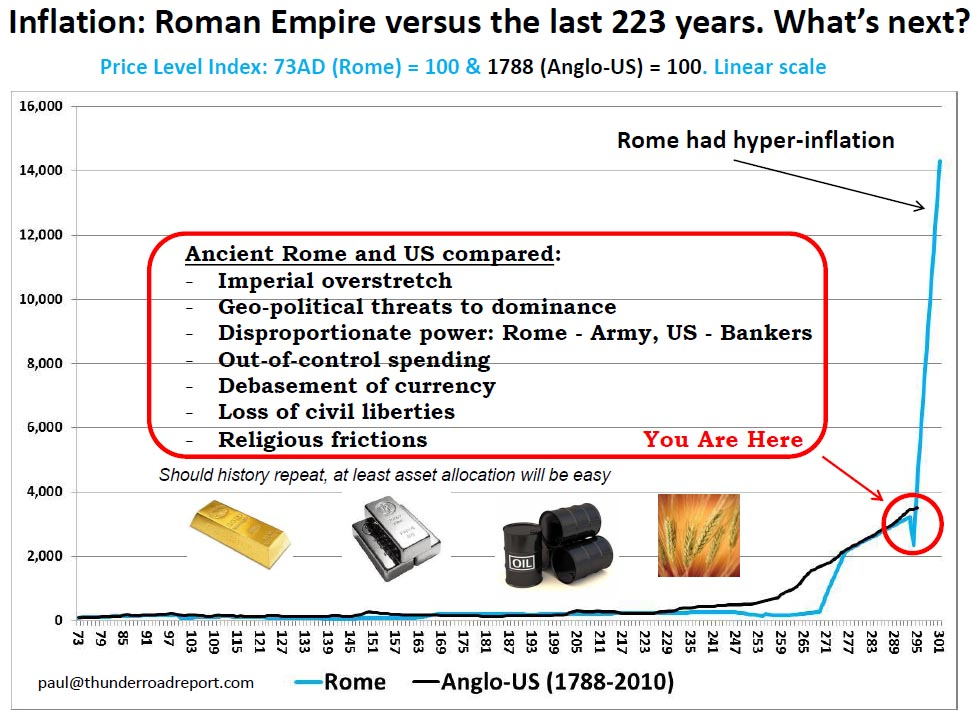 Inflation: Roman Empire versus the last 223 years. What's next?
Price Level Index: 73AD (Rome) = 100 & 1788 (Anglo-US) = 100. Linear scale
16,000
14,000
12,000
10,000
8,000
6,000
4,000
2,000
0
Rome had hyper-inflation
Ancient Rome and US compared:
- Imperial overstretch
- Geo-political threats to dominance
- Disproportionate power: Rome - Army, US - Bankers
- Out-of-control spending
- Debasement of currency
- Loss of civil liberties
- Religious frictions
You Are Here
Should history repeat, at least asset allocation will be easy
OIL
73 79 85 91 97 103 109 115 121 127 133 139 145 151 157 163 169 175 181 187 193 199 205 211 217 223 229 235 241 247 253 259 265 271 277 283 289 295 301
paul@thunderroadreport.com
Rome
Anglo-US (1788-2010)